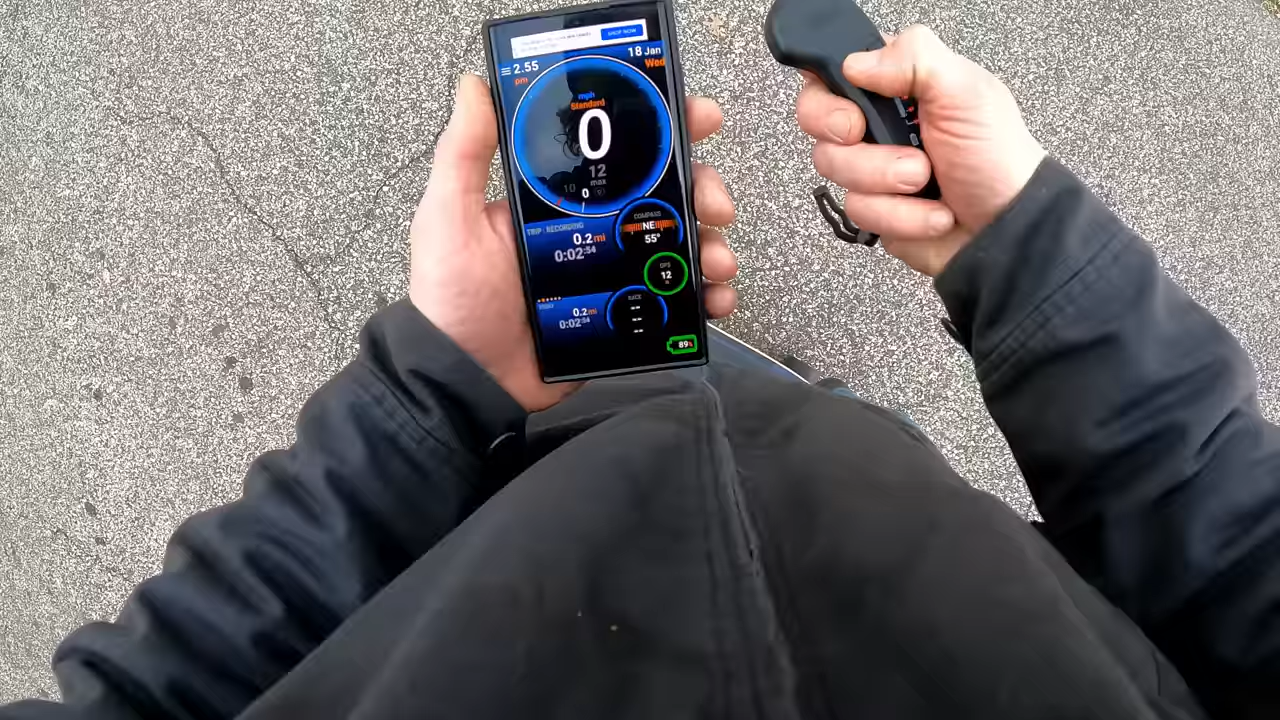 SHOP NOW
2.55
pm
18 Jan
Wed
mph
Standard
0
12
max
10
0
TRIP : RECORDING
0.2mi
0:02:54
COMPASS
NE
55°
GPS
12
0.2mi
0:02:54
RACE
--
--
--
89%